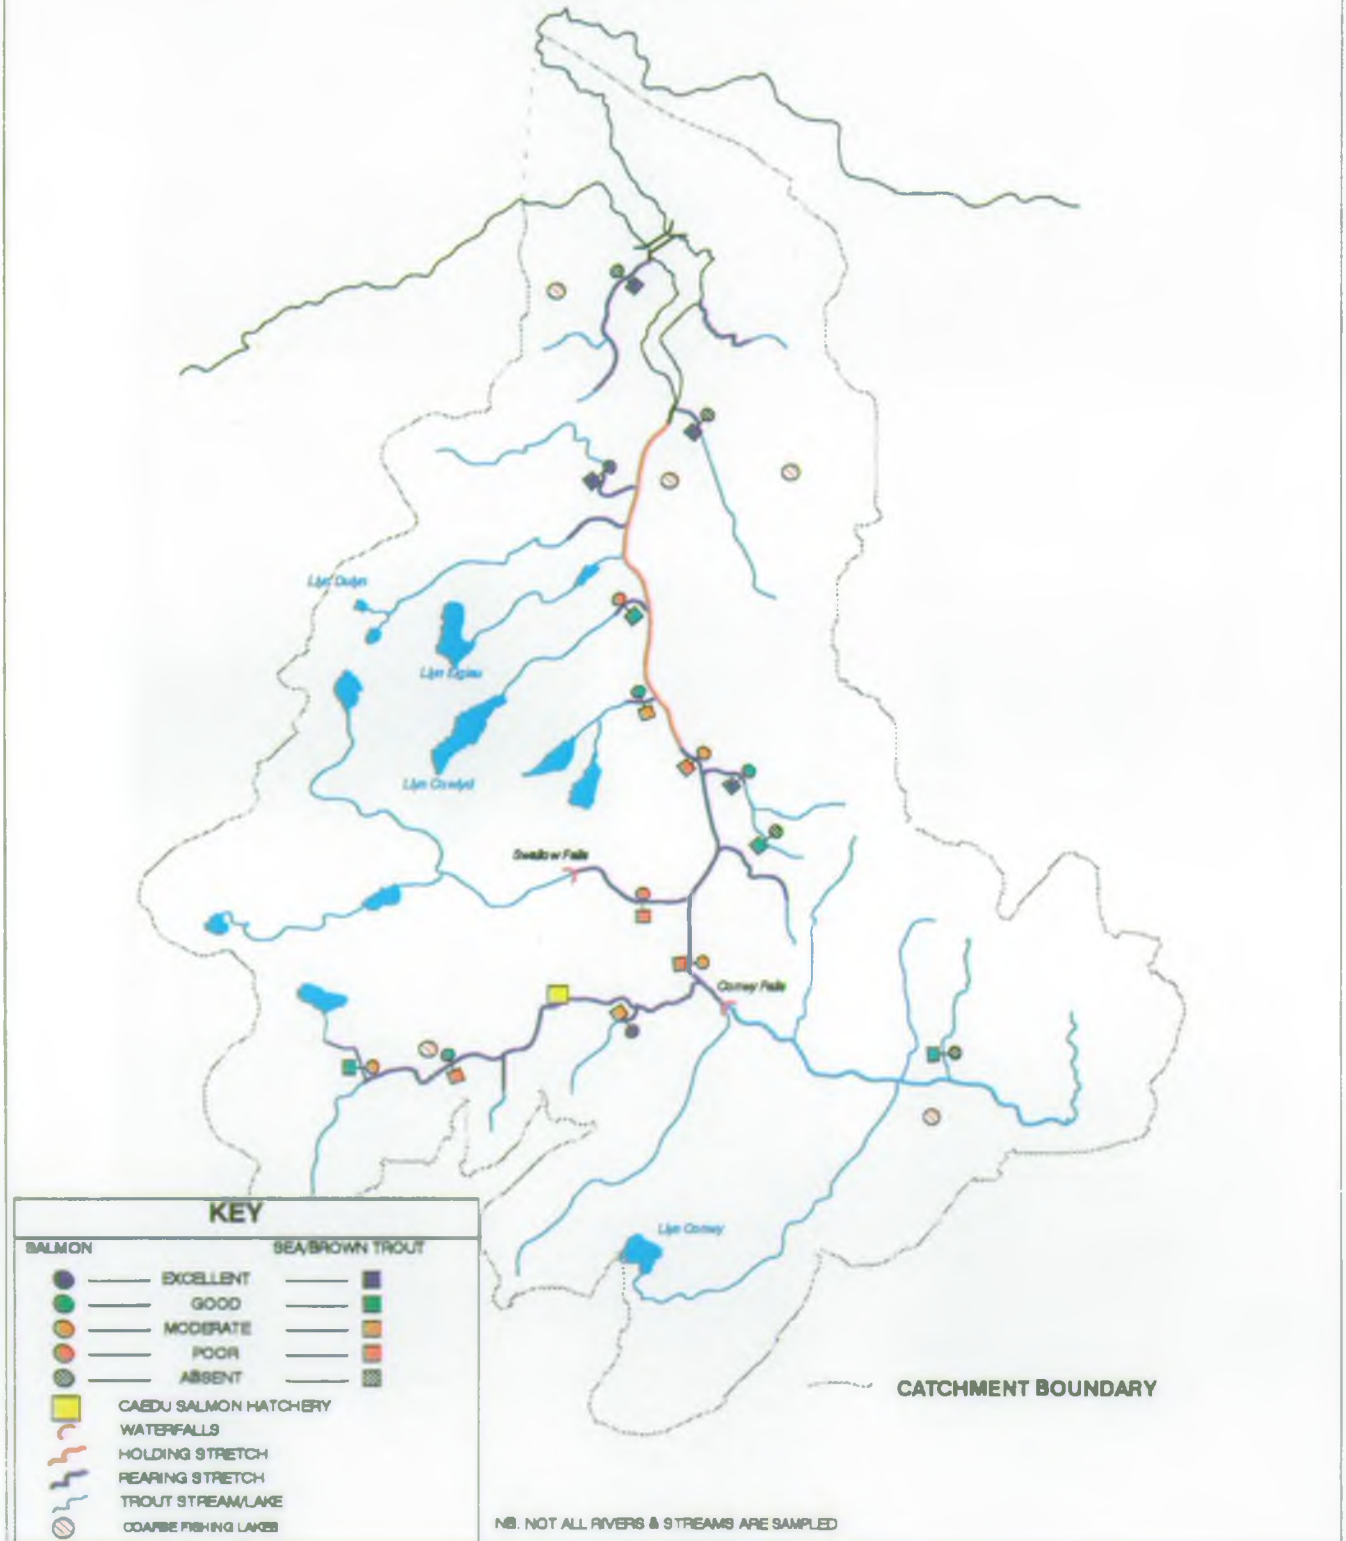 Llyn Dulyn
Llyn Eigiau
Llyn Cowlyd
Swallow Falls
Conwy Falls
Llyn Conwy
KEY
SALMON SEA/BROWN TROUT
EXCELLENT
GOOD
MODERATE
POOR
ABSENT
CAEDU SALMON HATCHERY
WATERFALLS
HOLDING STRETCH
REARING STRETCH
TROUT STREAM/LAKE
COARSE FISHING LAKES
CATCHMENT BOUNDARY
NB. NOT ALL RIVERS & STREAMS ARE SAMPLED